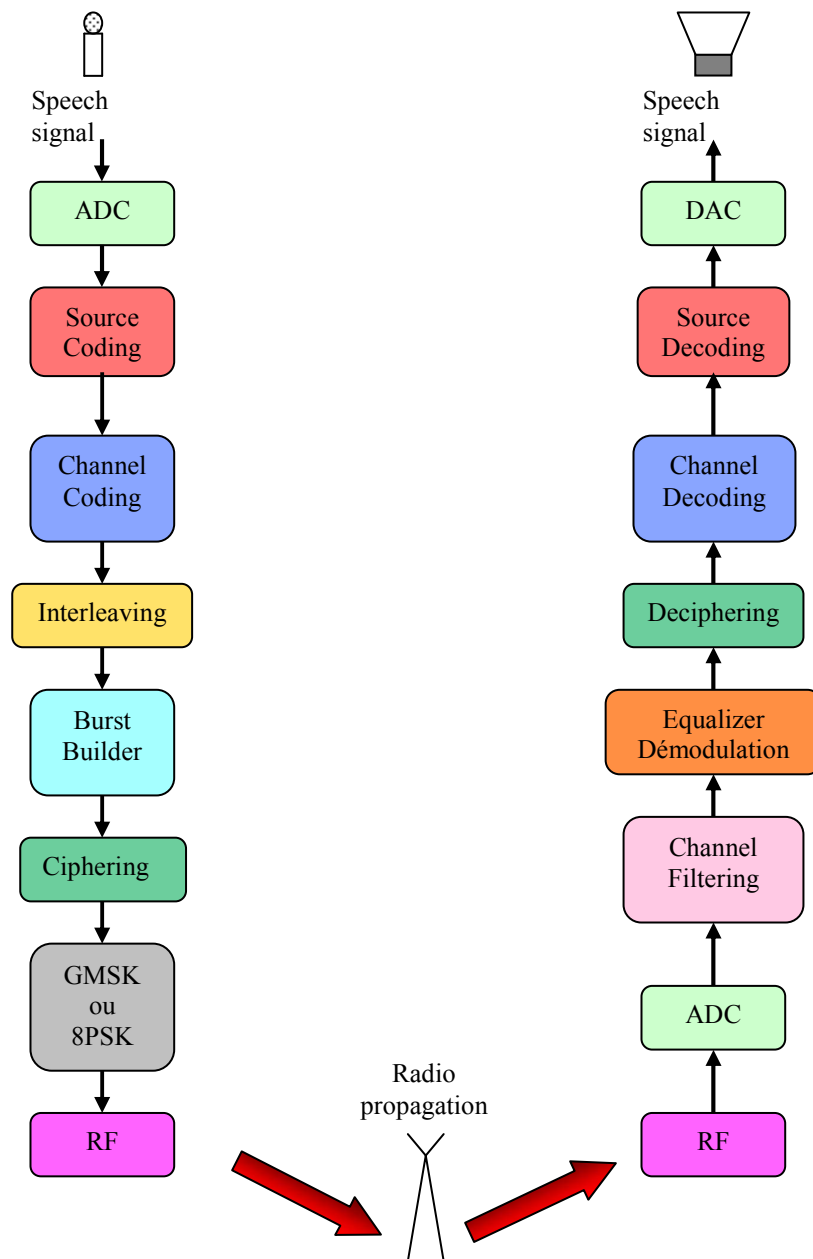 Speech
signal
ADC
Source
Coding
Channel
Coding
Interleaving
Burst
Builder
Ciphering
GMSK
ou
8PSK
RF
Radio
propagation
Speech
signal
DAC
Source
Decoding
Channel
Decoding
Deciphering
Equalizer
Démodulation
Channel
Filtering
ADC
RF